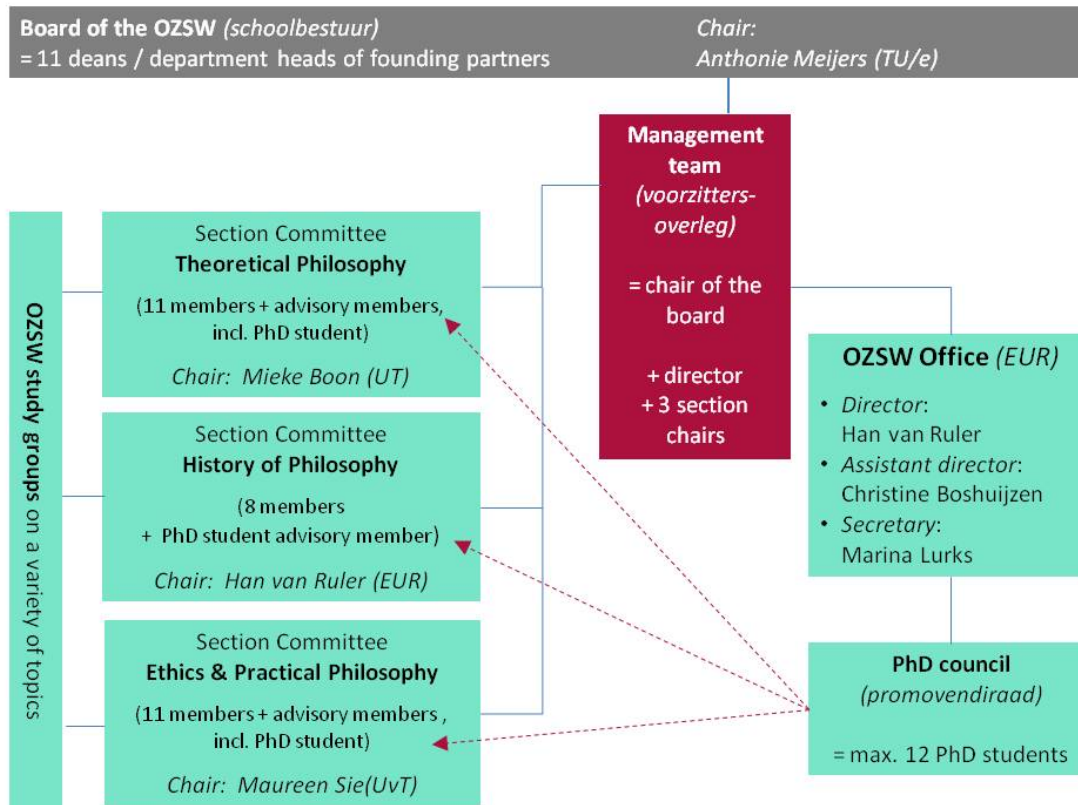 Board of the OZSW (schoolbestuur)
= 11 deans / department heads of founding partners
Chair:
Anthonie Meijers (TU/e)
Management
team
(voorzitters-
overleg)
= chair of the
board
+ director
+ 3 section
chairs
OZSW study groups on a variety of topics
Section Committee
Theoretical Philosophy
(11 members + advisory members,
incl. PhD student)
Chair: Mieke Boon (UT)
Section Committee
History of Philosophy
(8 members
+ PhD student advisory member)
Chair: Han van Ruler (EUR)
Section Committee
Ethics & Practical Philosophy
(11 members + advisory members ,
incl. PhD student)
Chair: Maureen Sie(UvT)
OZSW Office (EUR)
• Director:
Han van Ruler
• Assistant director:
Christine Boshuijzen
• Secretary:
Marina Lurks
PhD council
(promovendiraad)
= max. 12 PhD students